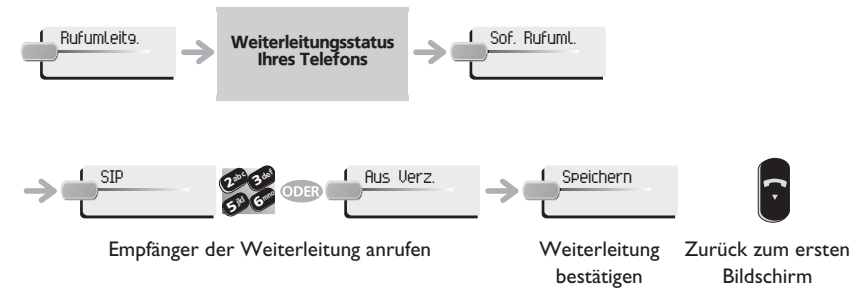 Rufumleitg.
Weiterleitungsstatus
Ihres Telefons
Sof. Rufuml.
SIP
2abc 3def
5jkl 6mno
ODER
Aus Verz.
Speichern
Empfänger der Weiterleitung anrufen
Weiterleitung
bestätigen
Zurück zum ersten
Bildschirm